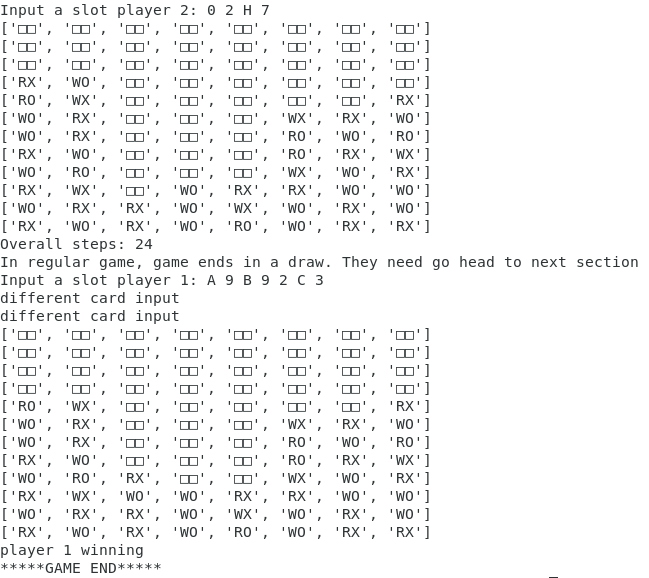 Input a slot player 2: 0 2 H 7
['□□', '□□', '□□', '□□', '□□', '□□', '□□', '□□']
['□□', '□□', '□□', '□□', '□□', '□□', '□□', '□□']
['□□', '□□', '□□', '□□', '□□', '□□', '□□', '□□']
['RX', 'WO', '□□', '□□', '□□', '□□', '□□', '□□']
['RO', 'WX', '□□', '□□', '□□', '□□', '□□', 'RX']
['WO', 'RX', '□□', '□□', '□□', 'WX', 'RX', 'WO']
['WO', 'RX', '□□', '□□', '□□', 'RO', 'WO', 'RO']
['RX', 'WO', '□□', '□□', '□□', 'RO', 'RX', 'WX']
['WO', 'RO', '□□', '□□', '□□', 'WX', 'WO', 'RX']
['RX', 'WX', '□□', 'WO', 'RX', 'RX', 'WO', 'WO']
['WO', 'RX', 'RX', 'WO', 'WX', 'WO', 'RX', 'WO']
['RX', 'WO', 'RX', 'WO', 'RO', 'WO', 'RX', 'RX']
Overall steps: 24
In regular game, game ends in a draw. They need go head to next section
Input a slot player 1: A 9 B 9 2 C 3
different card input
different card input
['□□', '□□', '□□', '□□', '□□', '□□', '□□', '□□']
['□□', '□□', '□□', '□□', '□□', '□□', '□□', '□□']
['□□', '□□', '□□', '□□', '□□', '□□', '□□', '□□']
['□□', '□□', '□□', '□□', '□□', '□□', '□□', '□□']
['RO', 'WX', '□□', '□□', '□□', '□□', '□□', 'RX']
['WO', 'RX', '□□', '□□', '□□', 'WX', 'RX', 'WO']
['WO', 'RX', '□□', '□□', '□□', 'RO', 'WO', 'RO']
['RX', 'WO', '□□', '□□', '□□', 'RO', 'RX', 'WX']
['WO', 'RO', 'RX', '□□', '□□', 'WX', 'WO', 'RX']
['RX', 'WX', 'WO', 'WO', 'RX', 'RX', 'WO', 'WO']
['WO', 'RX', 'RX', 'WO', 'WX', 'WO', 'RX', 'WO']
['RX', 'WO', 'RX', 'WO', 'RO', 'WO', 'RX', 'RX']
player 1 winning
*****GAME END*****